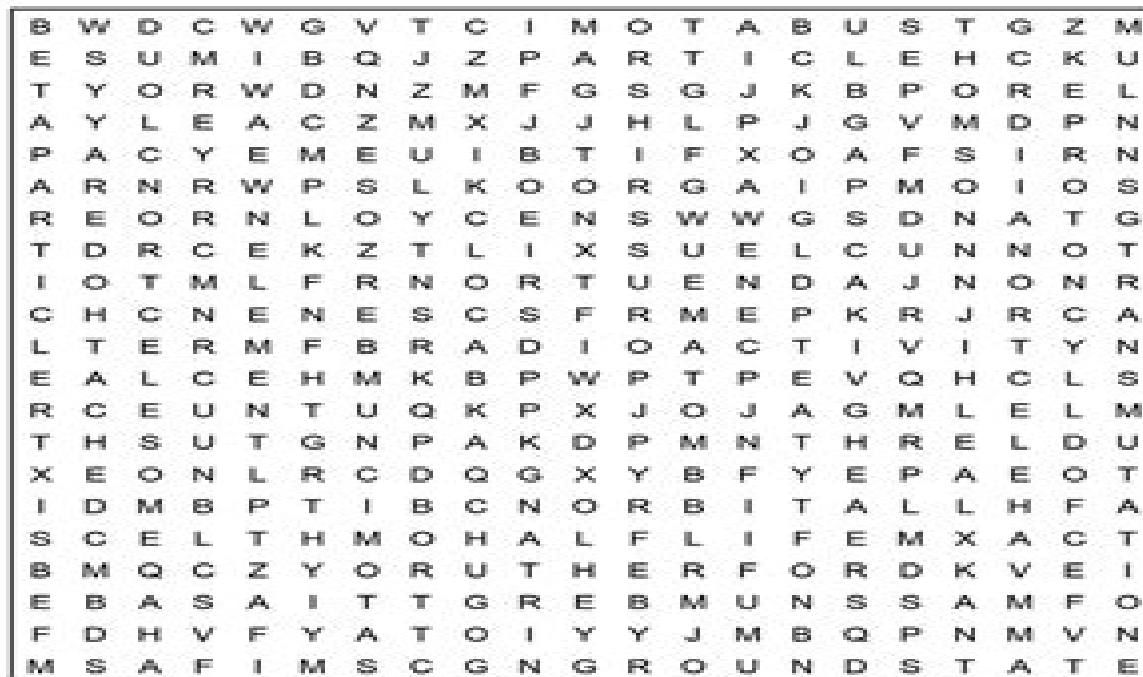 B W D C W G V T C I M O T A B U S T G Z M
E S U M I B Q J Z P A R T I C L E H C K U
T Y O R W D N Z M F G S G J K B P O R E L
A Y L E A C Z M X J J H L P J G V M D P N
P A C Y E M E U I B T I F X O A F S I R N
A R N R W P S L K O O R G A I P M O I O S
R E O R N L O Y C E N S W W G S D N A T G
T D R C E K Z T L I X S U E L C U N N O T
I O T M L F R N O R T U E N D A J N O N R
C H C N E N E S C S F R M E P K R J R C A
L T E R M F B R A D I O A C T I V I T Y N
E A L C E H M K B P W P T P E V Q H C L S
R C E U N T U Q K P X J O J A G M L E L M
T H S U T G N P A K D P M N T H R E L D U
X E O N L R C D Q G X Y B F Y E P A E O T
I D M B P T I B C N O R B I T A L L H F A
S C E L T H M O H A L F L I F E M X A C T
B M Q C Z Y O R U T H E R F O R D K V E I
E B A S A I T T G R E B M U N S S A M F O
F D H V F Y A T O I Y Y J M B Q P N M V N
M S A F I M S C G N G R O U N D S T A T E